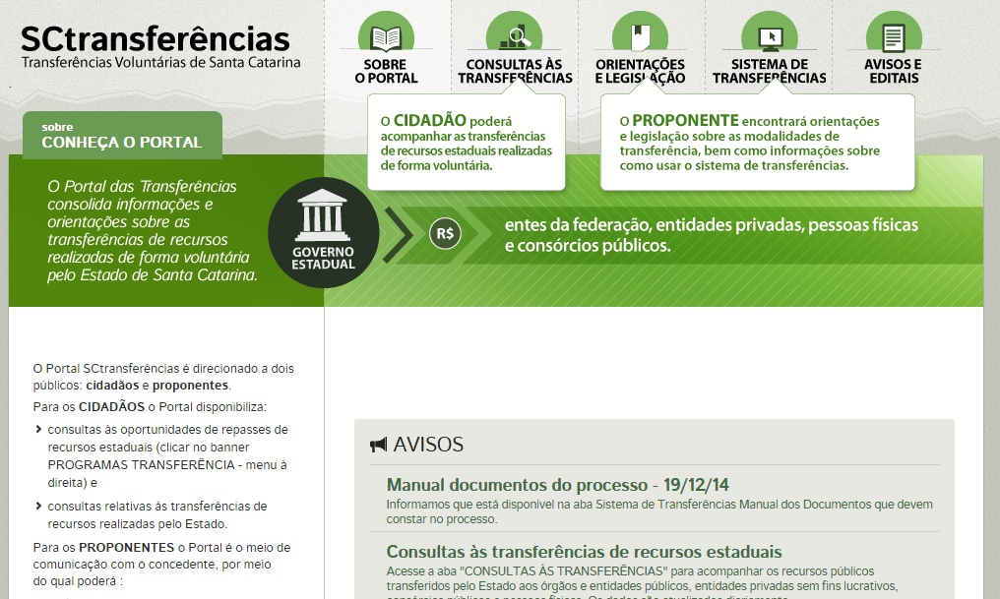 SCtransferências
Transferências Voluntárias de Santa Catarina
SOBRE
O PORTAL
CONSULTAS ÀS
TRANSFERÊNCIAS
ORIENTAÇÕES
E LEGISLAÇÃO
SISTEMA DE
TRANSFERÊNCIAS
AVISOS E
EDITAIS
O CIDADÃO poderá
acompanhar as transferências
de recursos estaduais realizadas
de forma voluntária.
O PROPONENTE encontrará orientações
e legislação sobre as modalidades de
transferência, bem como informações sobre
como usar o sistema de transferências.
sobre
CONHEÇA O PORTAL
O Portal das Transferências
consolida informações e
orientações sobre as
transferências de recursos
realizadas de forma voluntária
pelo Estado de Santa Catarina.
GOVERNO
ESTADUAL
R$
entes da federação, entidades privadas, pessoas físicas
e consórcios públicos.
O Portal SCtransferências é direcionado a dois
públicos: cidadãos e proponentes.
Para os CIDADÃOS o Portal disponibiliza:
consultas às oportunidades de repasses de
recursos estaduais (clicar no banner
PROGRAMAS TRANSFERÊNCIA - menu à
direita) e
consultas relativas às transferências de
recursos realizadas pelo Estado.
Para os PROPONENTES o Portal é o meio de
comunicação com o concedente, por meio
do qual poderá :
AVISOS
Manual documentos do processo - 19/12/14
Informamos que está disponível na aba Sistema de Transferências Manual dos Documentos que devem
constar no processo.
Consultas às transferências de recursos estaduais
Acesse a aba "CONSULTAS ÀS TRANSFERÊNCIAS" para acompanhar os recursos públicos
transferidos pelo Estado aos órgãos e entidades públicos, entidades privadas sem fins lucrativos,
consórcios públicos e pessoas físicas. Os dados são atualizados diariamente